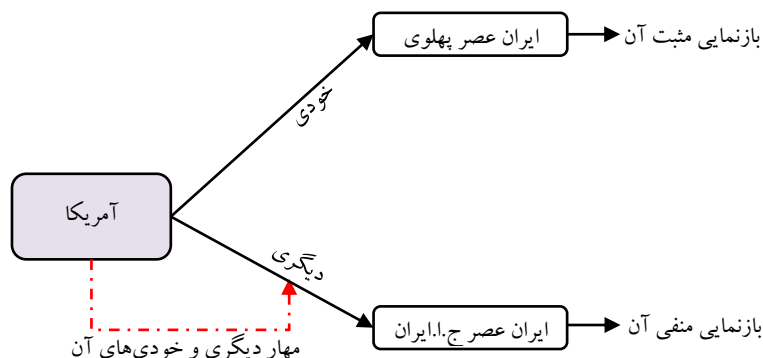 ایران عصر پهلوی
بازنمایی مثبت آن
خودی
آمریکا
دیگری
ایران عصر ج.ا.ایران
بازنمایی منفی آن
مهار دیگری و خودی‌های آن